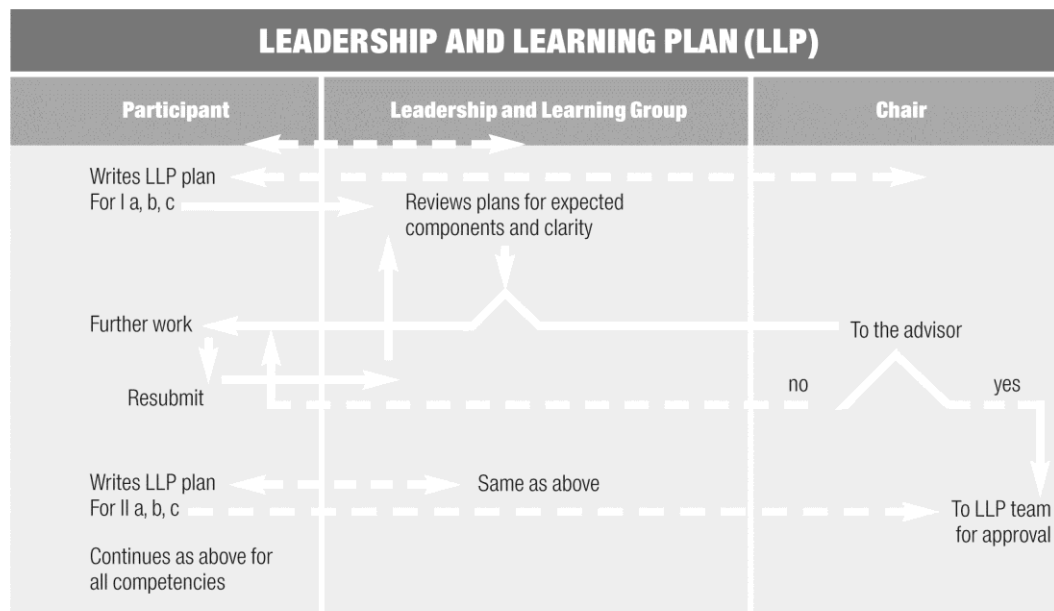 LEADERSHIP AND LEARNING PLAN (LLP)
Participant
Leadership and Learning Group
Chair
Writes LLP plan
For I a, b, c
Reviews plans for expected
components and clarity
Further work
To the advisor
Resubmit
no
yes
Writes LLP plan
For II a, b, c
Same as above
To LLP team
for approval
Continues as above for
all competencies